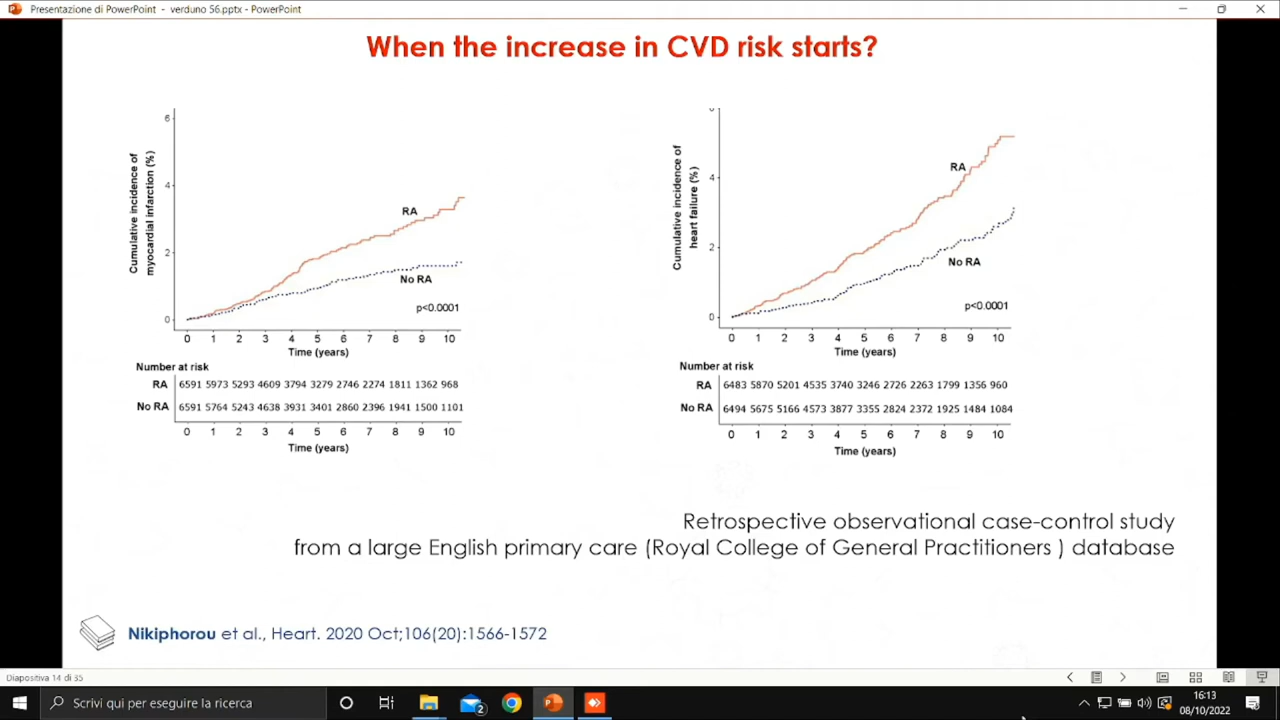 Presentazione di PowerPoint - verduno 56.pptx - PowerPoint
When the increase in CVD risk starts?
Cumulative incidence of
myocardial infarction (%)
6
4
2
0
RA
No RA
p<0.0001
0 1 2 3 4 5 6 7 8 9 10
Time (years)
Number at risk
RA 6591 5973 5293 4609 3794 3279 2746 2274 1811 1362 968
No RA 6591 5764 5243 4638 3931 3401 2860 2396 1941 1500 1101
0 1 2 3 4 5 6 7 8 9 10
Time (years)
Cumulative incidence of
heart failure (%)
4
2
0
RA
No RA
p<0.0001
0 1 2 3 4 5 6 7 8 9 10
Time (years)
Number at risk
RA 6483 5870 5201 4535 3740 3246 2726 2263 1799 1356 960
No RA 6494 5675 5166 4573 3877 3355 2824 2372 1925 1484 1084
0 1 2 3 4 5 6 7 8 9 10
Time (years)
Retrospective observational case-control study
from a large English primary care (Royal College of General Practitioners ) database
Nikiphorou et al., Heart. 2020 Oct;106(20):1566-1572
Diapositiva 14 di 35
Scrivi qui per eseguire la ricerca
2
16:13
08/10/2022